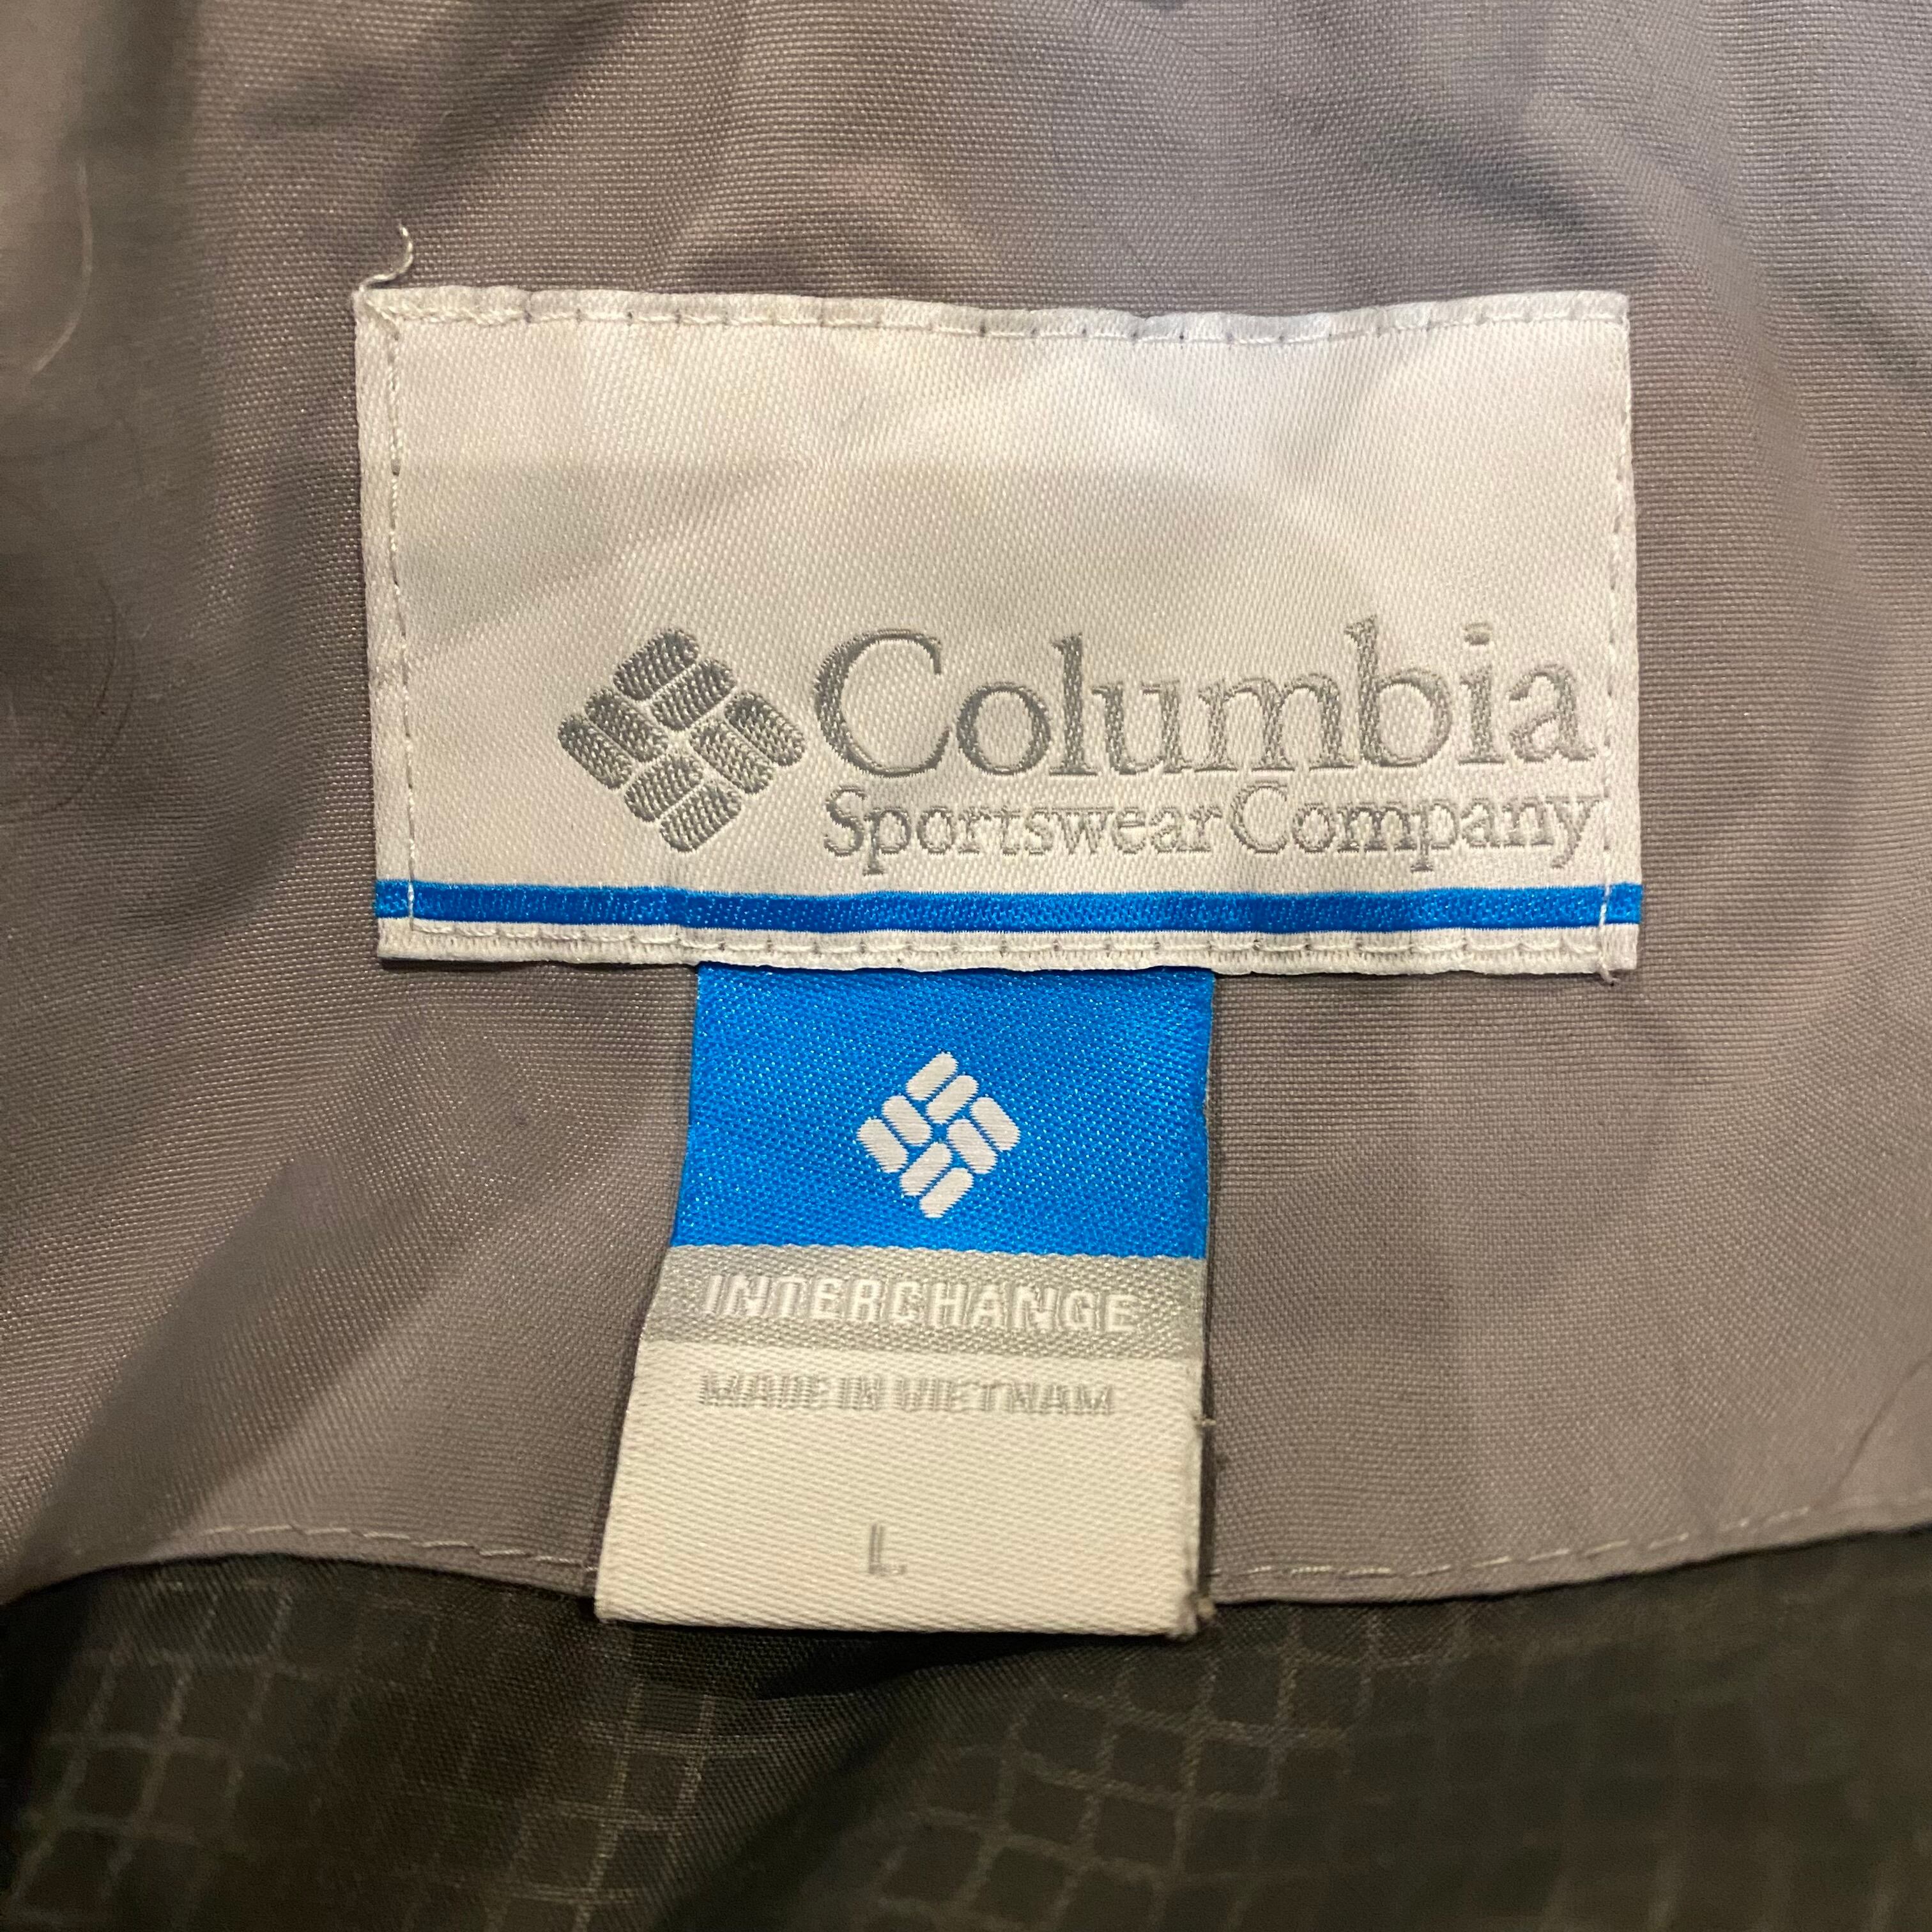 Columbia
Sportswear Company
INTERCHANGE
MADE IN VIETNAM
L